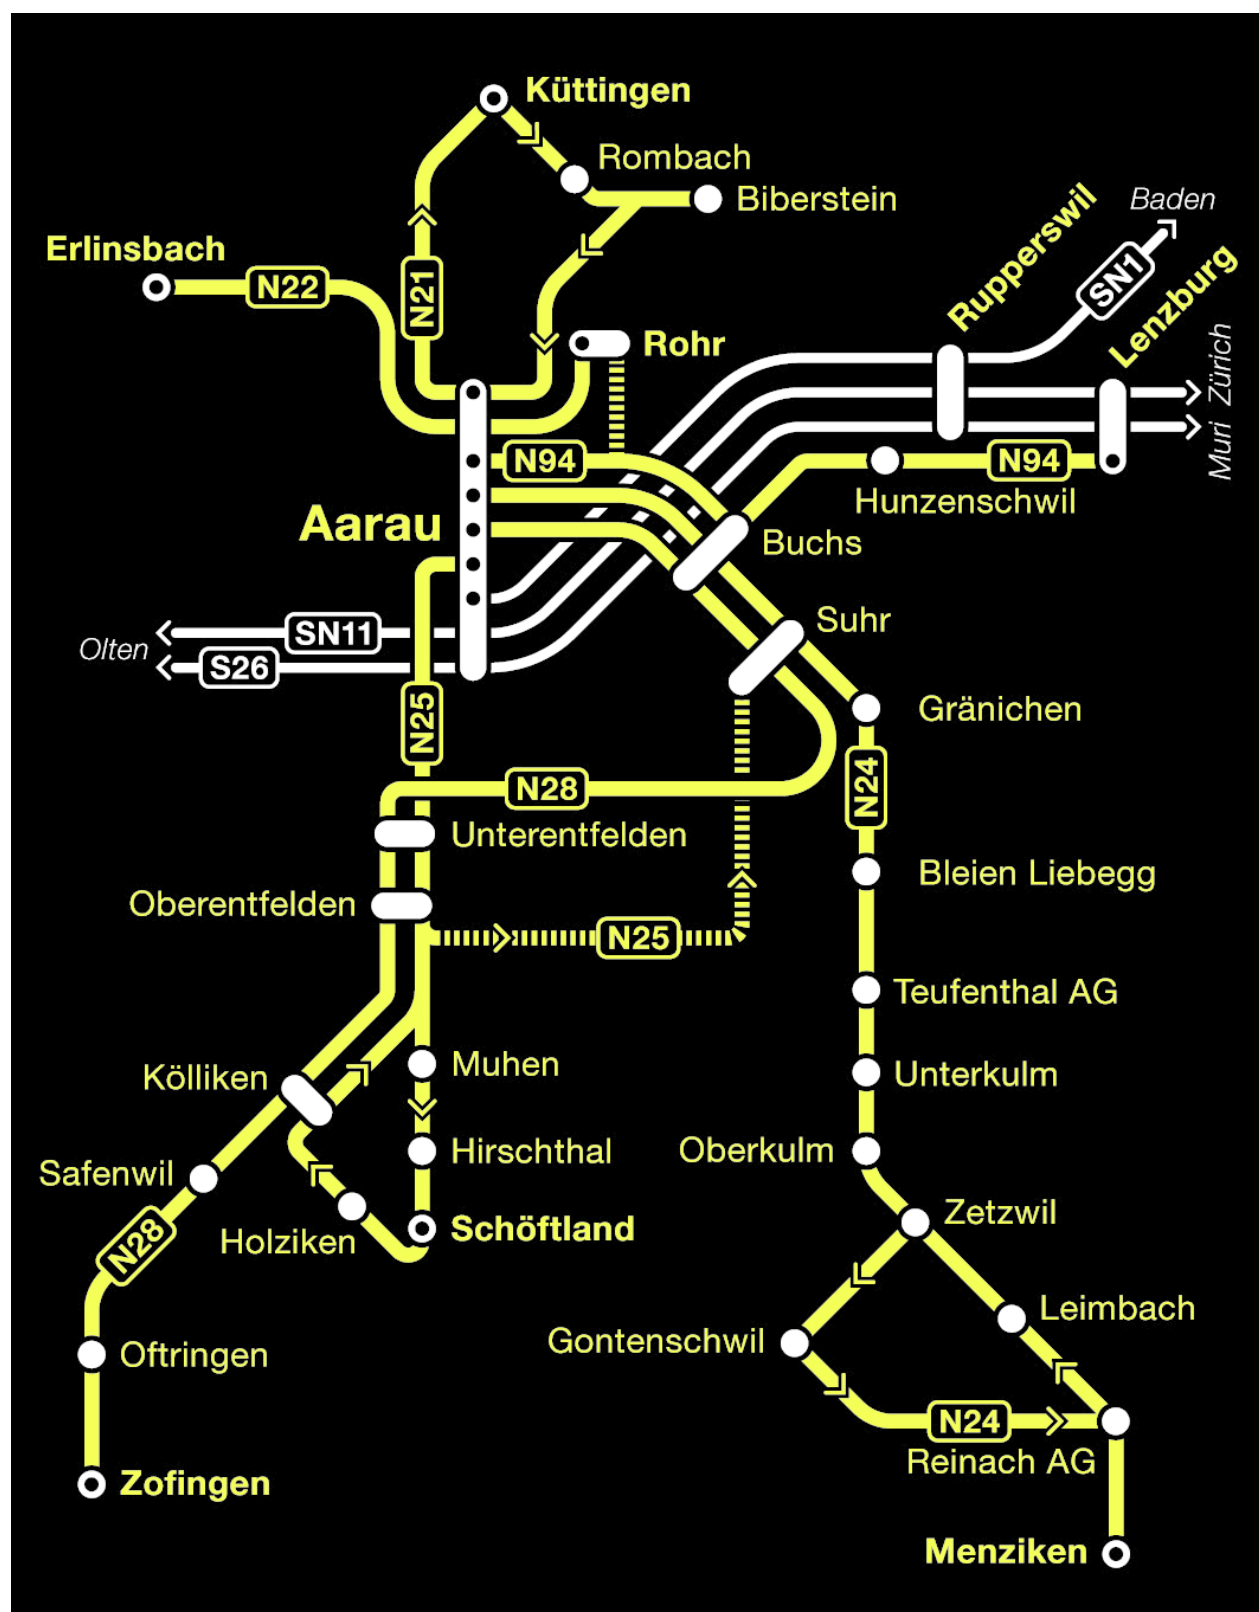 Küttingen
Rombach
Biberstein
Baden
Ruppperswil
Erlinsbach
N22
N21
SN1
Lenzburg
Rohr
Zürich
Muri
N94
N94
Hunzenschwil
Aarau
Buchs
Suhr
SN11
Olten
S26
N25
Gränichen
N28
N24
Unterentfelden
Bleien Liebegg
Oberentfelden
N25
Teufenthal AG
Muhen
Unterkulm
Kölliken
Hirschthal
Oberkulm
Safenwil
Zetzwil
Schöftland
Holziken
N28
Leimbach
Gontenschwil
Oftringen
N24
Reinach AG
Zofingen
Menziken